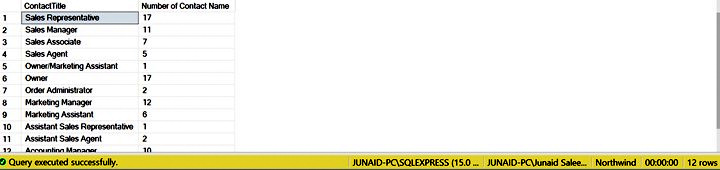 ContactTitle Number of Contact Name
1 Sales Representative 17
2 Sales Manager 11
3 Sales Associate 7
4 Sales Agent 5
5 Owner/Marketing Assistant 1
6 Owner 17
7 Order Administrator 2
8 Marketing Manager 12
9 Marketing Assistant 6
10 Assistant Sales Representative 1
11 Assistant Sales Agent 2
12 Accounting Manager 10
Query executed successfully. JUNAID-PC\SQLEXPRESS (15.0 ... JUNAID-PC\Junaid Salee... Northwind 00:00:00 12 rows